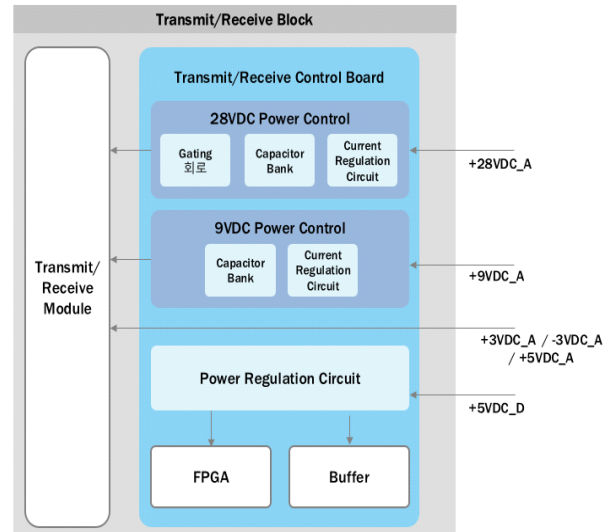 Transmit/Receive Block
Transmit/Receive Control Board
28VDC Power Control
Gating
회로
Capacitor
Bank
Current
Regulation
Circuit
+28VDC_A
9VDC Power Control
Capacitor
Bank
Current
Regulation
Circuit
+9VDC_A
Transmit/
Receive
Module
+3VDC_A / -3VDC_A
/ +5VDC_A
Power Regulation Circuit
+5VDC_D
FPGA
Buffer